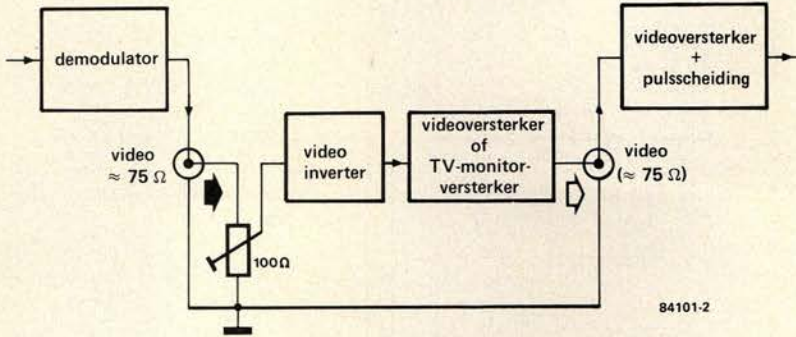 demodulator
video
≈ 75 Ω
100Ω
video
inverter
videoversterker
of
TV-monitor-
versterker
video
(≈ 75 Ω)
videoversterker
+
pulsscheiding
84101-2